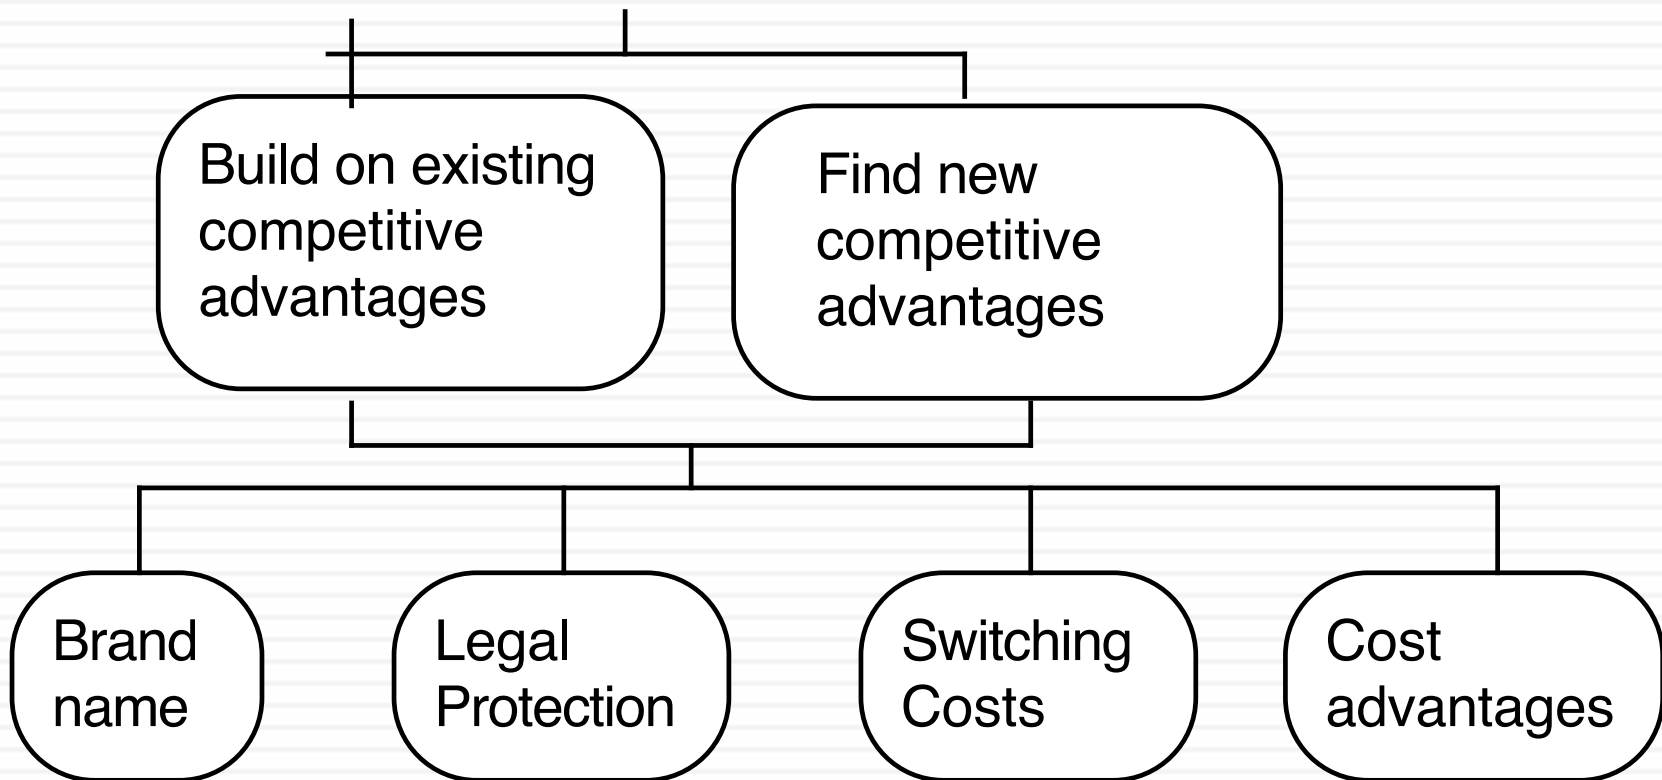 Build on existing
competitive
advantages
Find new
competitive
advantages
Brand
name
Legal
Protection
Switching
Costs
Cost
advantages